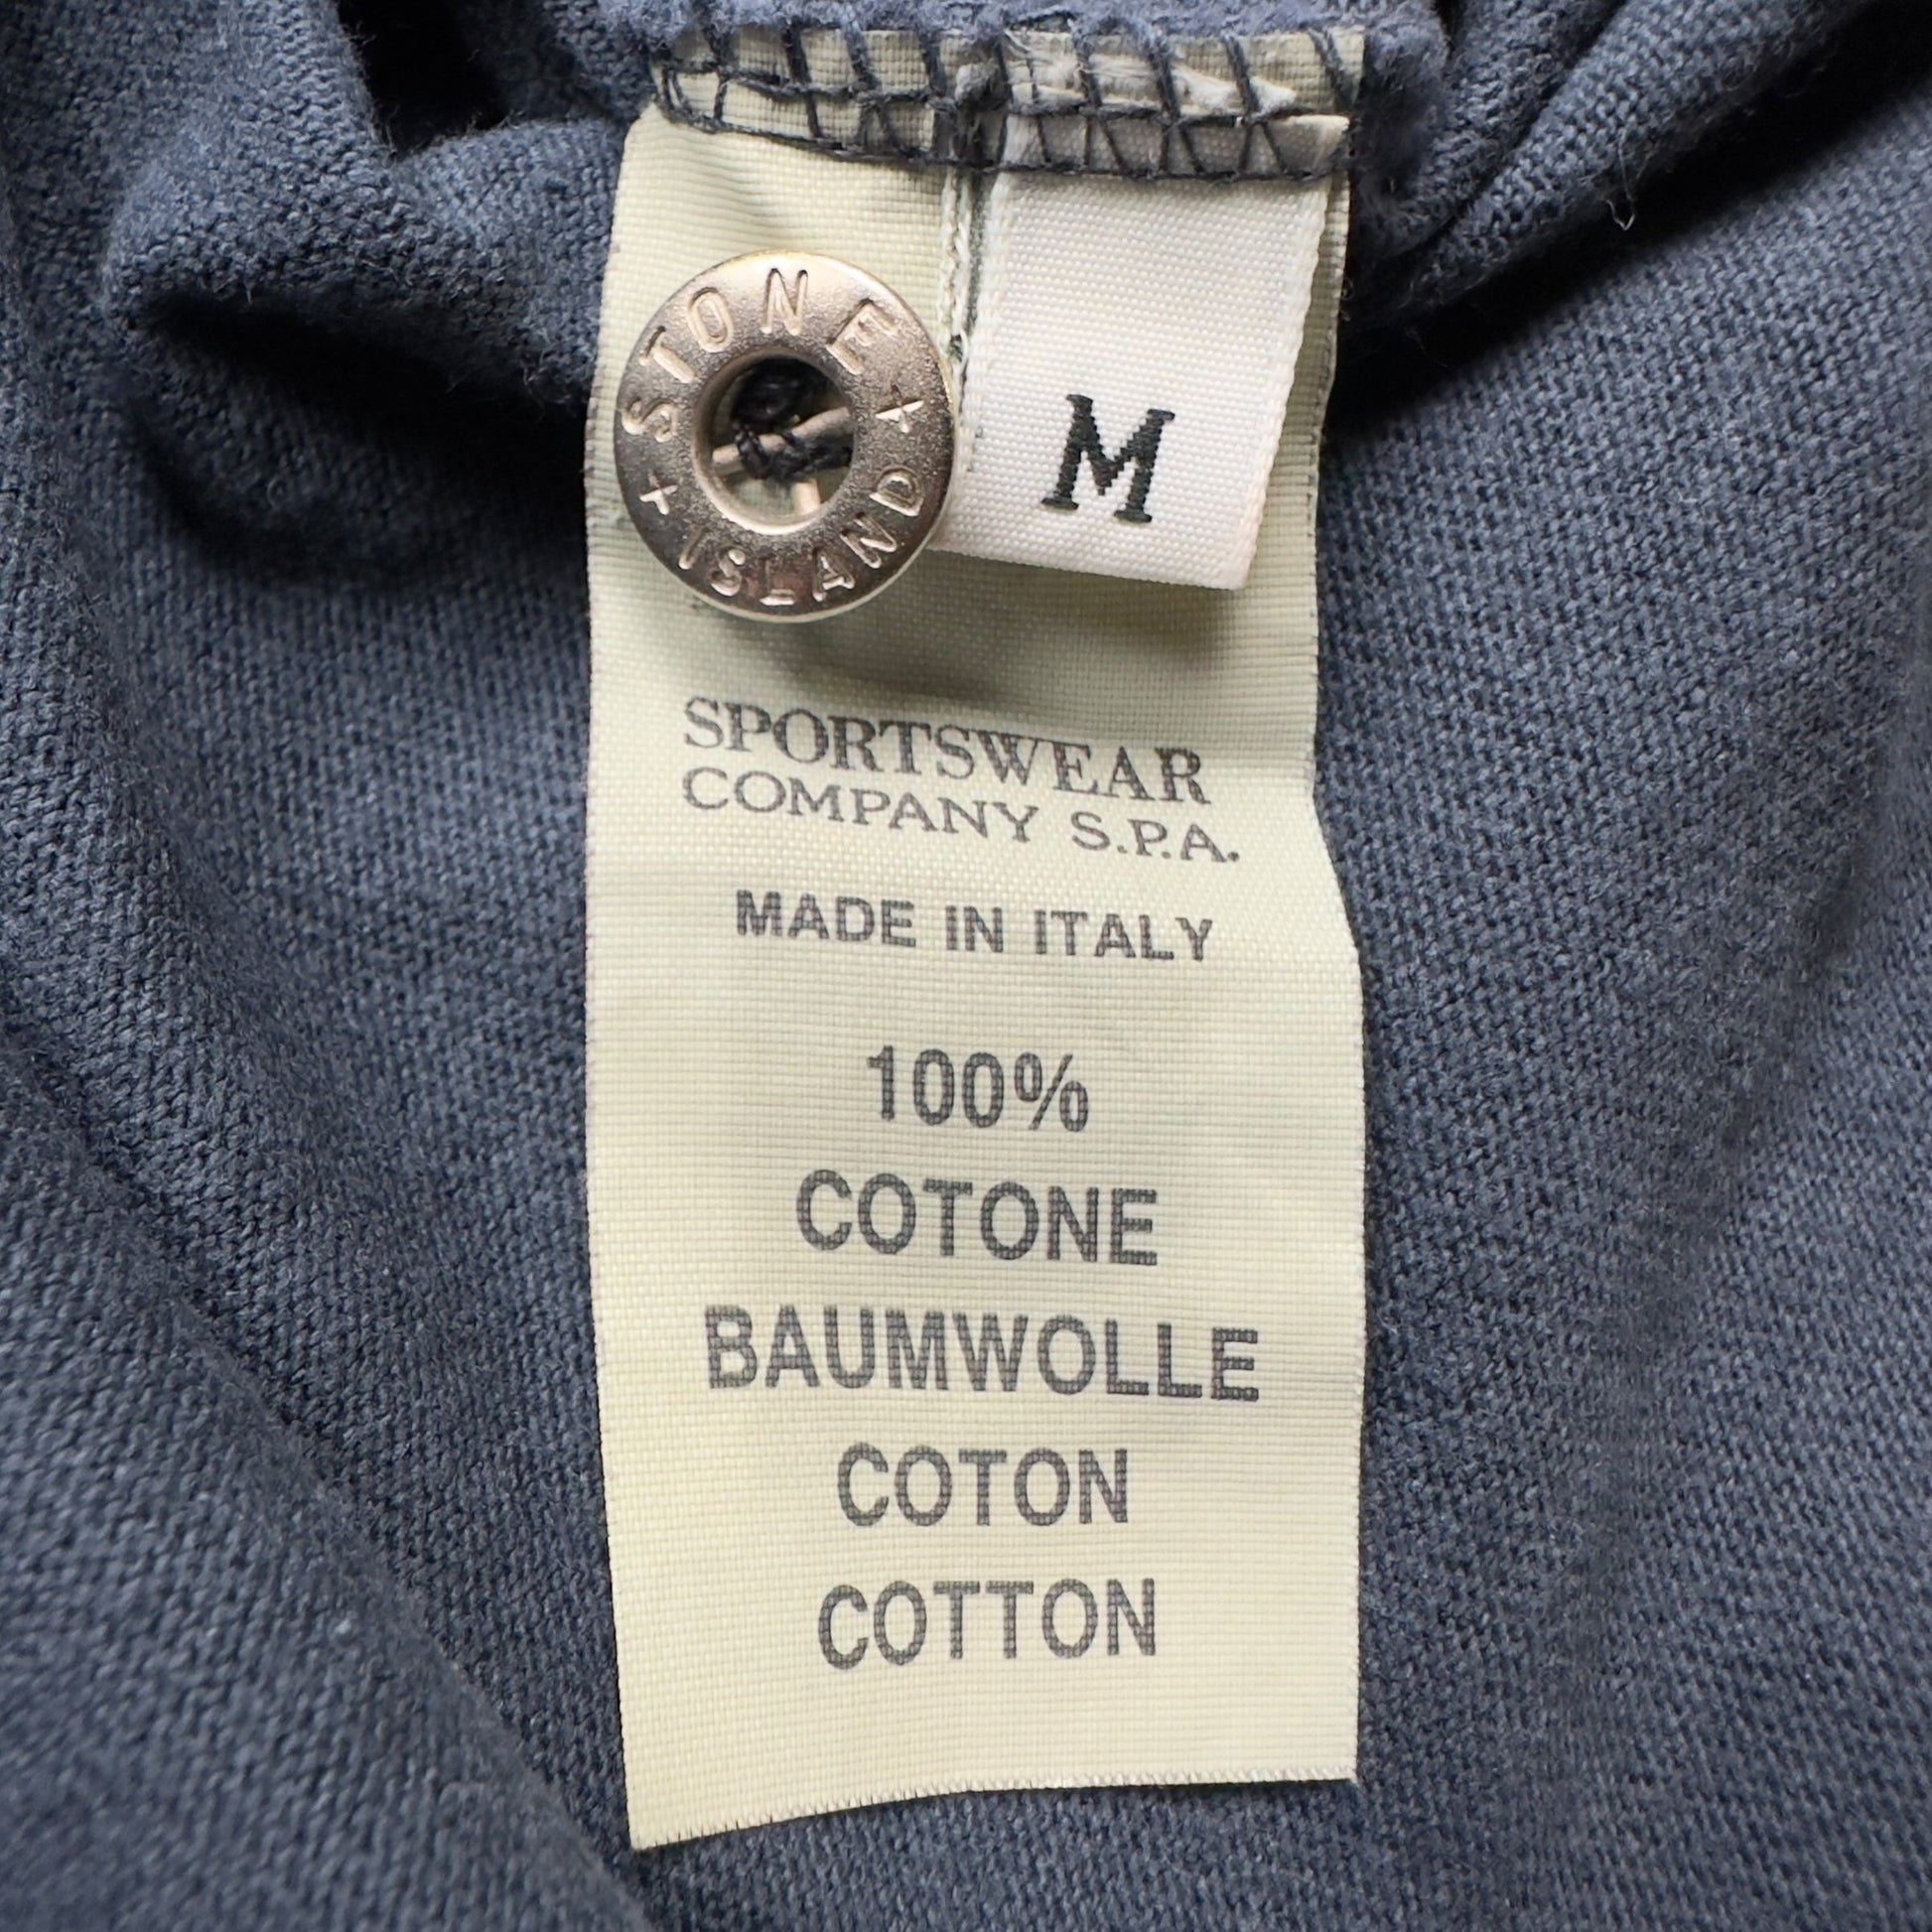 STONE
ISLAND
M
SPORTSWEAR
COMPANY S.P.A.
MADE IN ITALY
100%
COTONE
BAUMWOLLE
COTON
COTTON